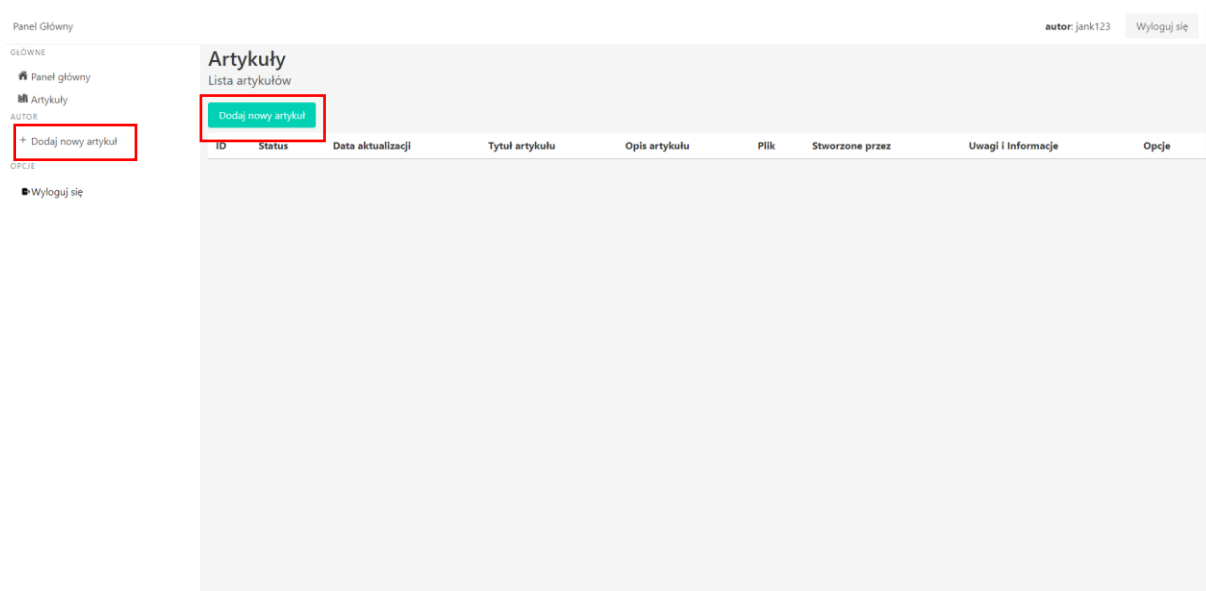 Panel Główny
autor: jank123
Wyloguj się
GŁÓWNE
Panel główny
Artykuły
AUTOR
+ Dodaj nowy artykuł
OPCJE
Wyloguj się
Artykuły
Lista artykułów
Dodaj nowy artykuł
ID Status Data aktualizacji Tytuł artykułu Opis artykułu Plik Stworzone przez Uwagi i Informacje Opcje